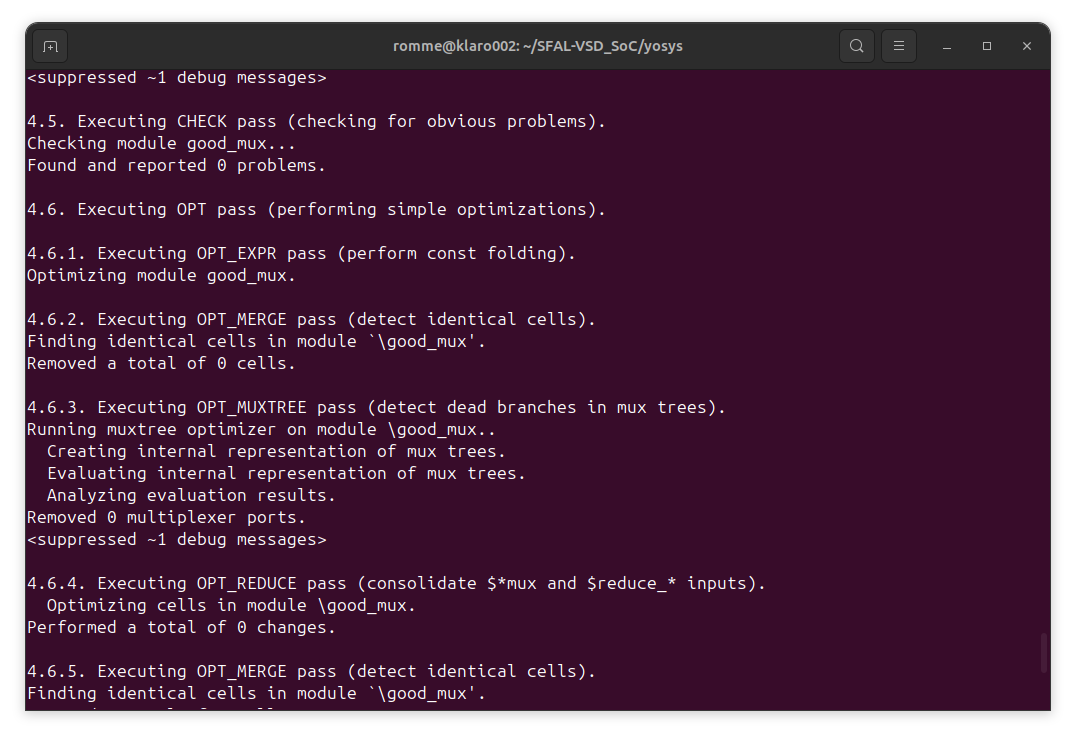 romme@klaro002: ~/SFAL-VSD_SoC/yosys
<suppressed ~1 debug messages>
4.5. Executing CHECK pass (checking for obvious problems).
Checking module good_mux...
Found and reported 0 problems.
4.6. Executing OPT pass (performing simple optimizations).
4.6.1. Executing OPT_EXPR pass (perform const folding).
Optimizing module good_mux.
4.6.2. Executing OPT_MERGE pass (detect identical cells).
Finding identical cells in module `\good_mux'.
Removed a total of 0 cells.
4.6.3. Executing OPT_MUXTREE pass (detect dead branches in mux trees).
Running muxtree optimizer on module \good_mux..
  Creating internal representation of mux trees.
  Evaluating internal representation of mux trees.
  Analyzing evaluation results.
Removed 0 multiplexer ports.
<suppressed ~1 debug messages>
4.6.4. Executing OPT_REDUCE pass (consolidate $*mux and $reduce_* inputs).
  Optimizing cells in module \good_mux.
Performed a total of 0 changes.
4.6.5. Executing OPT_MERGE pass (detect identical cells).
Finding identical cells in module `\good_mux'.